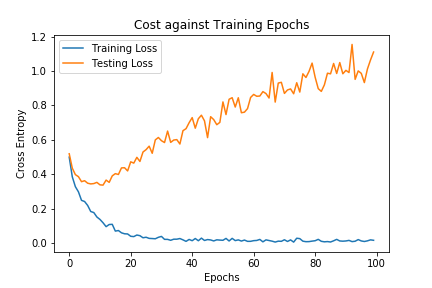 Cost against Training Epochs
Training Loss
Testing Loss
Cross Entropy
1.2
1.0
0.8
0.6
0.4
0.2
0.0
0 20 40 60 80 100
Epochs